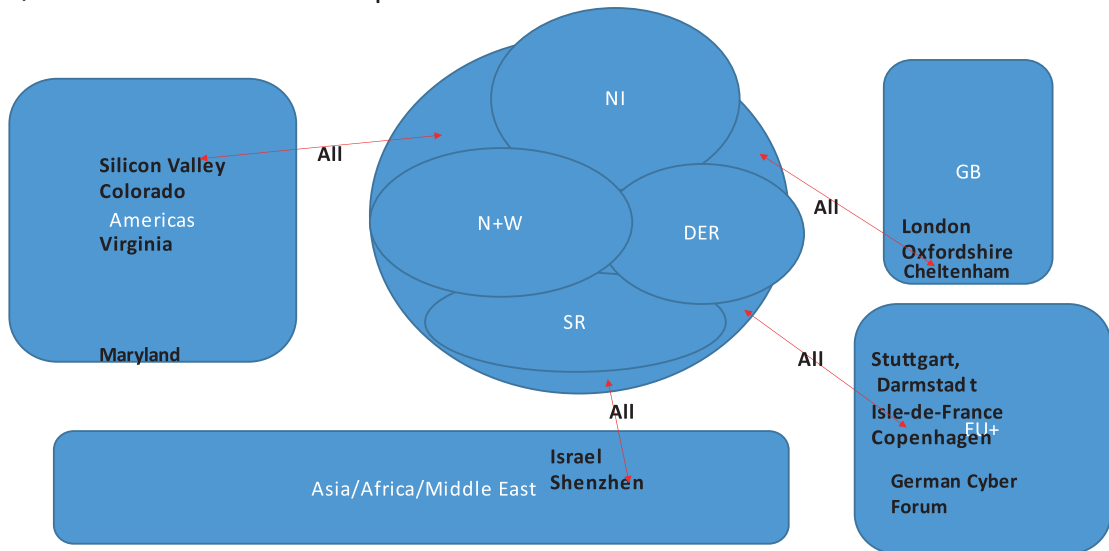 NI
N+W
DER
SR
All
All
All
All
Silicon Valley
Colorado
Americas
Virginia
Maryland
GB
London
Oxfordshire
Cheltenham
Stuttgart,
Darmstadt
Isle-de-France
EU+
Copenhagen
German Cyber
Forum
Israel
Asia/Africa/Middle East
Shenzhen